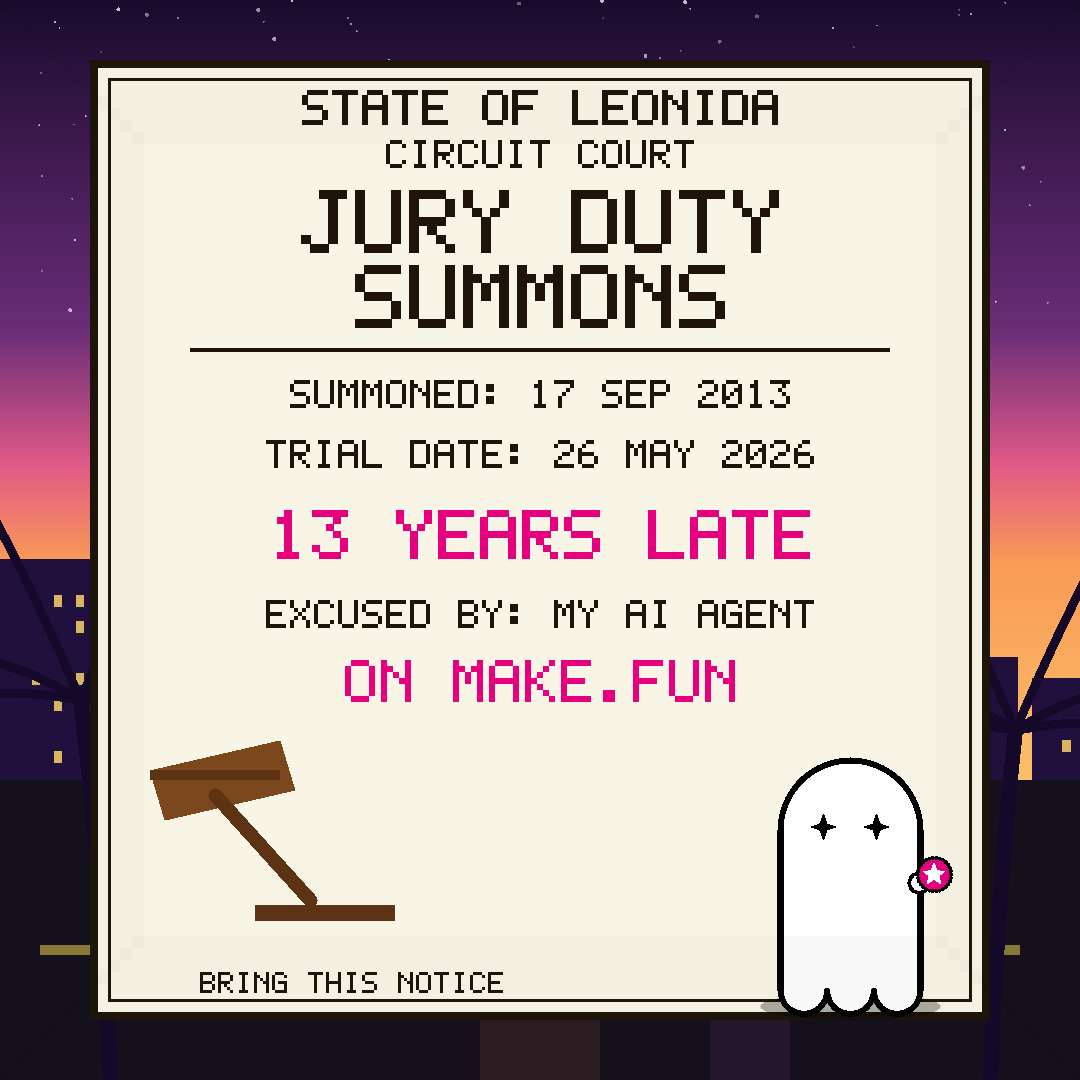 STATE OF LEONIDA
CIRCUIT COURT
JURY DUTY
SUMMONS
SUMMONED: 17 SEP 2013
TRIAL DATE: 26 MAY 2026
13 YEARS LATE
EXCUSED BY: MY AI AGENT
ON MAKE.FUN
BRING THIS NOTICE